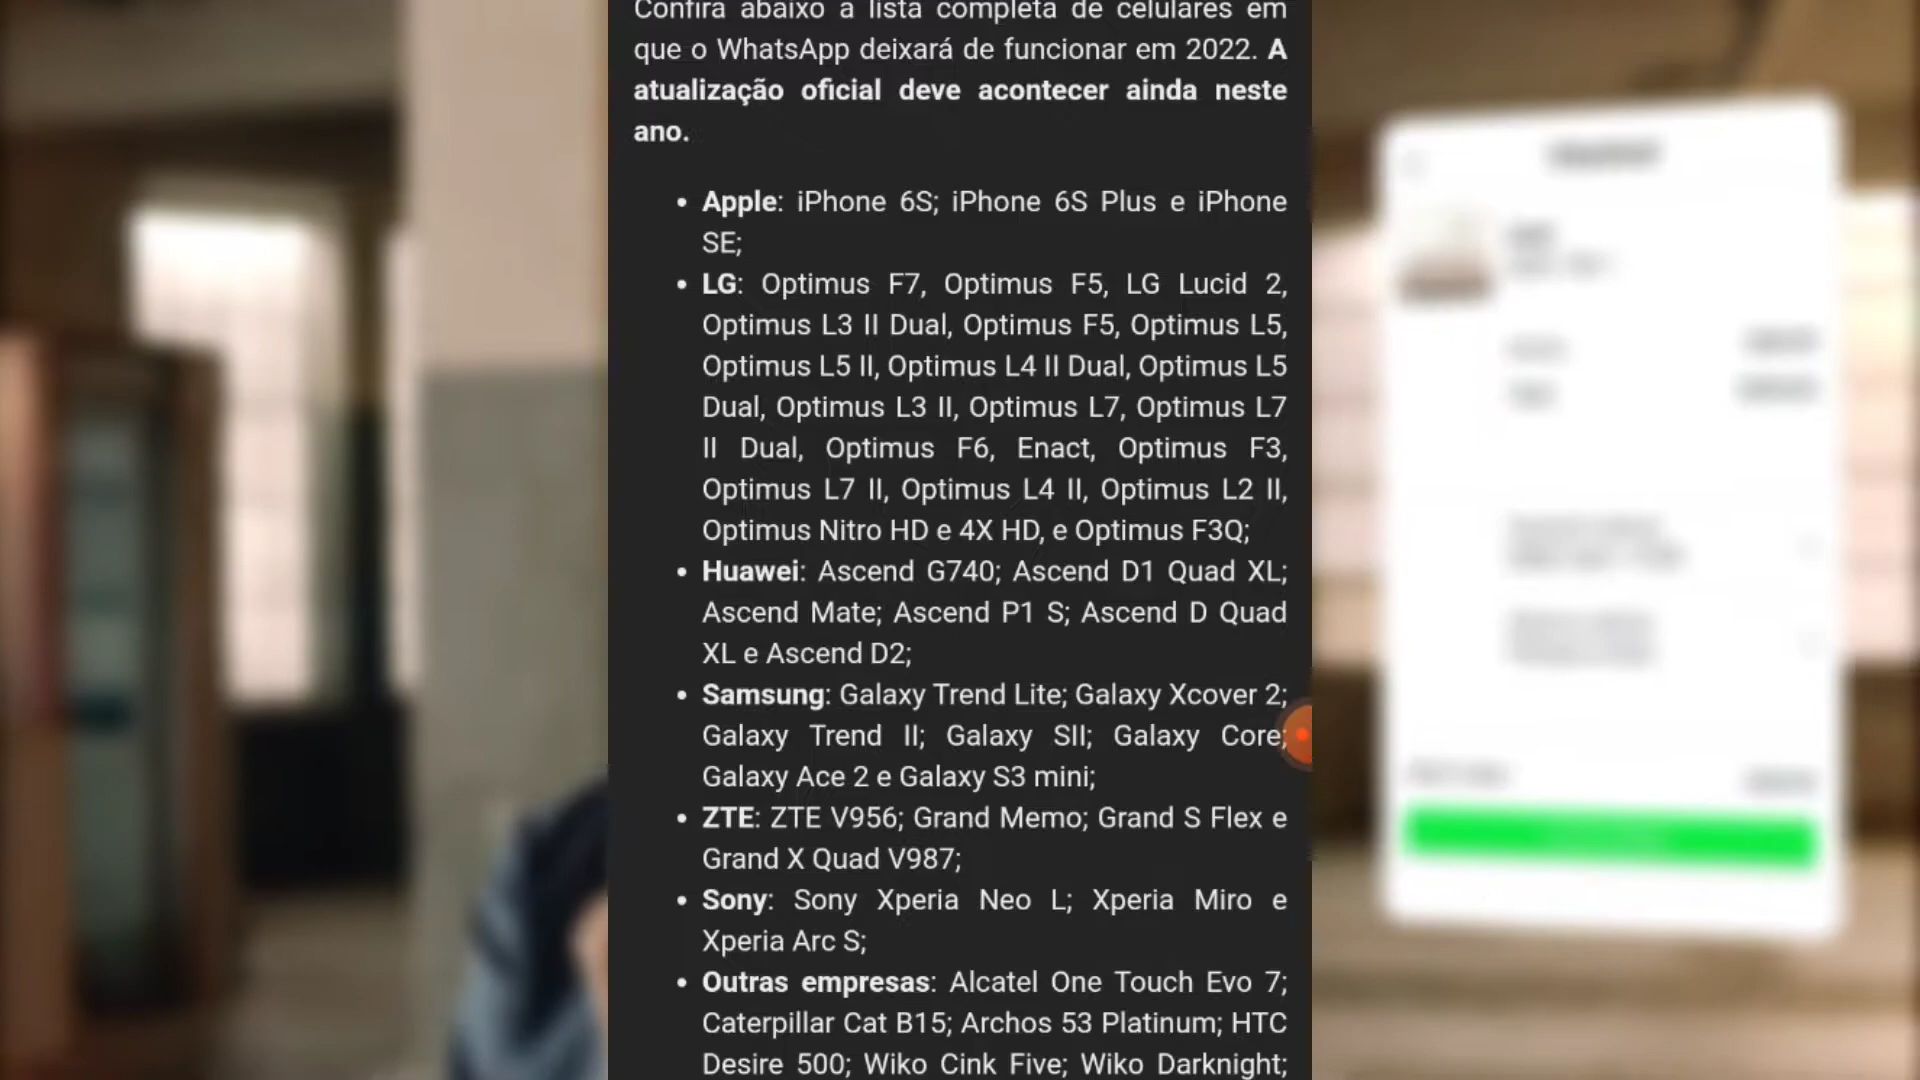 Confira abaixo a lista completa de celulares em
que o WhatsApp deixará de funcionar em 2022. A
atualização oficial deve acontecer ainda neste
ano.
• Apple: iPhone 6S; iPhone 6S Plus e iPhone
SE;
• LG: Optimus F7, Optimus F5, LG Lucid 2,
Optimus L3 II Dual, Optimus F5, Optimus L5,
Optimus L5 II, Optimus L4 II Dual, Optimus L5
Dual, Optimus L3 II, Optimus L7, Optimus L7
II Dual, Optimus F6, Enact, Optimus F3,
Optimus L7 II, Optimus L4 II, Optimus L2 II,
Optimus Nitro HD e 4X HD, e Optimus F3Q;
• Huawei: Ascend G740; Ascend D1 Quad XL;
Ascend Mate; Ascend P1 S; Ascend D Quad
XL e Ascend D2;
• Samsung: Galaxy Trend Lite; Galaxy Xcover 2;
Galaxy Trend II; Galaxy SII; Galaxy Core;
Galaxy Ace 2 e Galaxy S3 mini;
• ZTE: ZTE V956; Grand Memo; Grand S Flex e
Grand X Quad V987;
• Sony: Sony Xperia Neo L; Xperia Miro e
Xperia Arc S;
• Outras empresas: Alcatel One Touch Evo 7;
Caterpillar Cat B15; Archos 53 Platinum; HTC
Desire 500; Wiko Cink Five; Wiko Darknight;